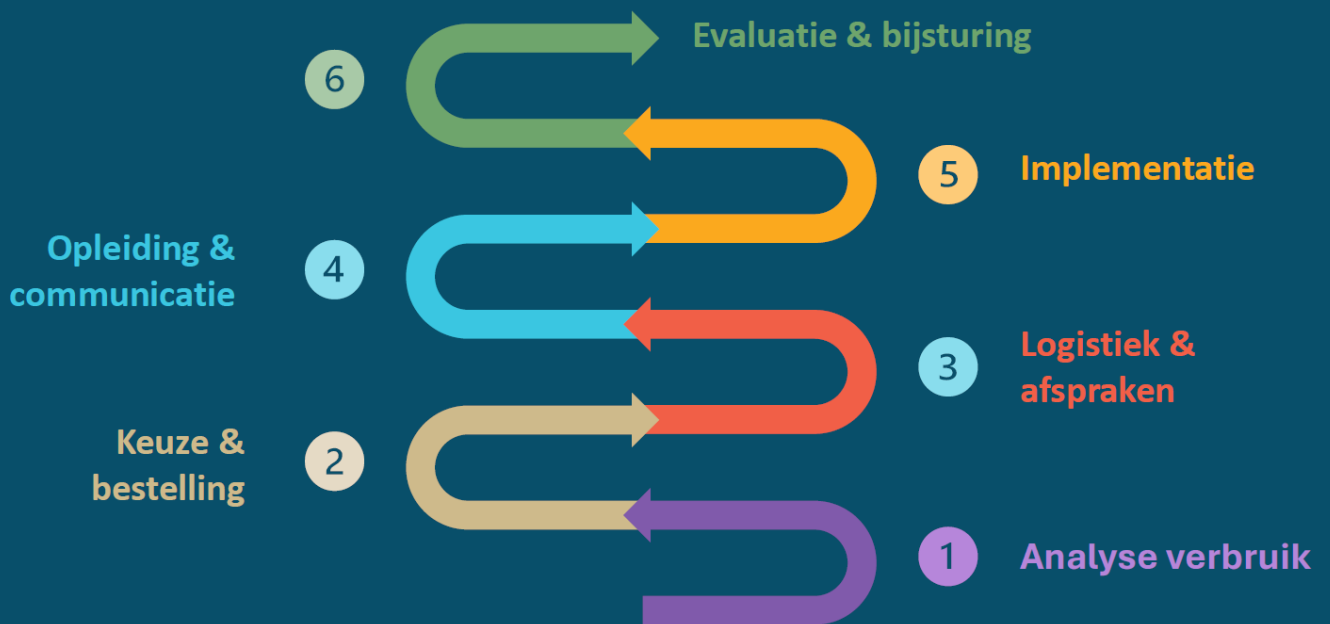 Evaluatie & bijsturing
6
5
Implementatie
Opleiding &
communicatie
4
3
Logistiek &
afspraken
Keuze &
bestelling
2
1
Analyse verbruik